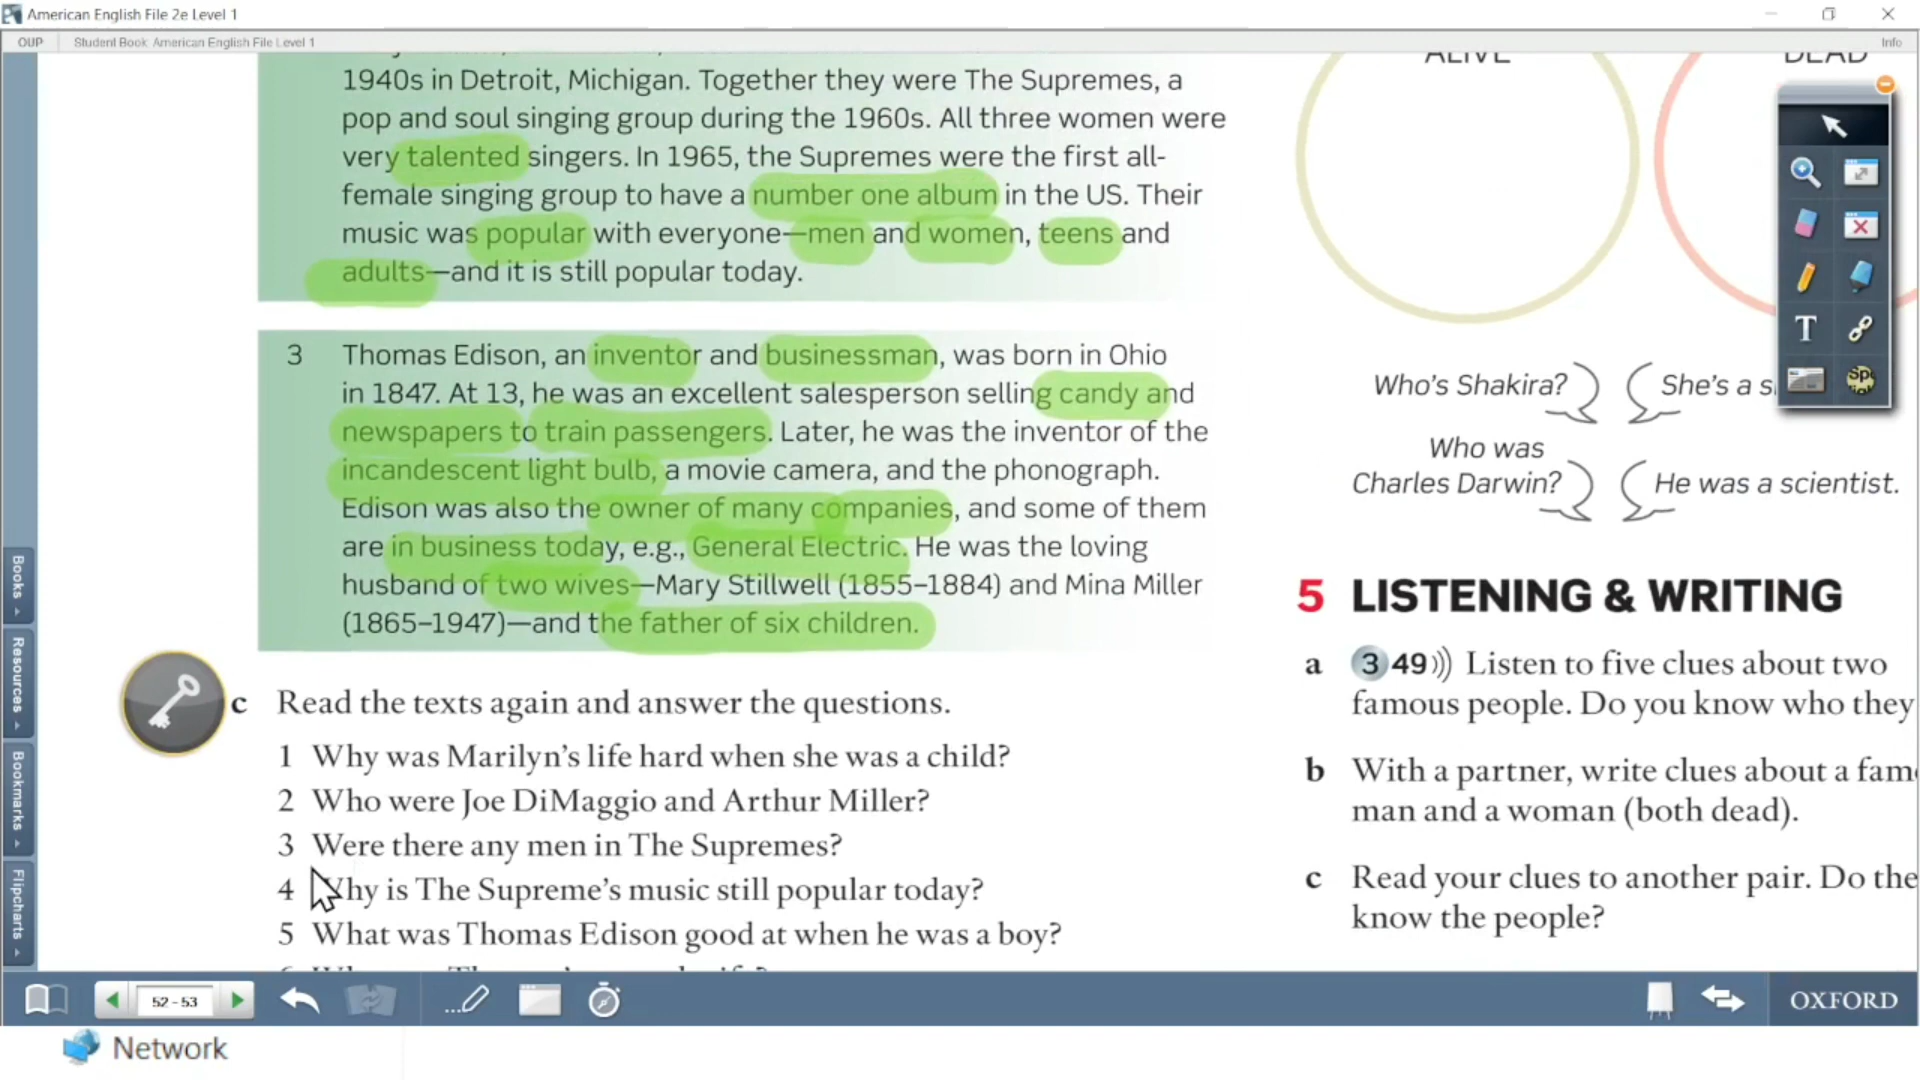 American English File 2e Level 1
OUP Student Book: American English File Level 1 Info
1940s in Detroit, Michigan. Together they were The Supremes, a
pop and soul singing group during the 1960s. All three women were
very talented singers. In 1965, the Supremes were the first all-
female singing group to have a number one album in the US. Their
music was popular with everyone—men and women, teens and
adults—and it is still popular today.
3 Thomas Edison, an inventor and businessman, was born in Ohio
in 1847. At 13, he was an excellent salesperson selling candy and
newspapers to train passengers. Later, he was the inventor of the
incandescent light bulb, a movie camera, and the phonograph.
Edison was also the owner of many companies, and some of them
are in business today, e.g., General Electric. He was the loving
husband of two wives—Mary Stillwell (1855–1884) and Mina Miller
(1865–1947)—and the father of six children.
c Read the texts again and answer the questions.
1 Why was Marilyn's life hard when she was a child?
2 Who were Joe DiMaggio and Arthur Miller?
3 Were there any men in The Supremes?
4 Why is The Supreme's music still popular today?
5 What was Thomas Edison good at when he was a boy?
ALIVE
DEAD
Who's Shakira?
She's a s
Who was
Charles Darwin?
He was a scientist.
5 LISTENING & WRITING
a 3 49 Listen to five clues about two
famous people. Do you know who they
b With a partner, write clues about a fam
man and a woman (both dead).
c Read your clues to another pair. Do the
know the people?
Books
Resources
Bookmarks
Flipcharts
T
52 - 53
OXFORD
Network